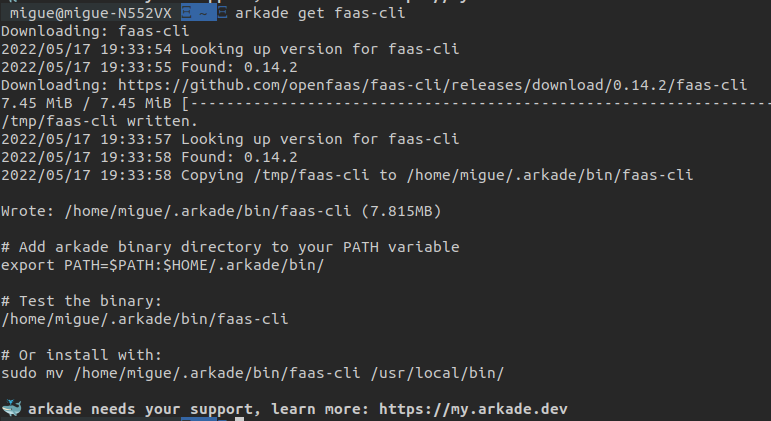 migue@migue-N552VX ~ arkade get faas-cli
Downloading: faas-cli
2022/05/17 19:33:54 Looking up version for faas-cli
2022/05/17 19:33:55 Found: 0.14.2
Downloading: https://github.com/openfaas/faas-cli/releases/download/0.14.2/faas-cli
7.45 MiB / 7.45 MiB [------------------------------------------------------------------
/tmp/faas-cli written.
2022/05/17 19:33:57 Looking up version for faas-cli
2022/05/17 19:33:58 Found: 0.14.2
2022/05/17 19:33:58 Copying /tmp/faas-cli to /home/migue/.arkade/bin/faas-cli
Wrote: /home/migue/.arkade/bin/faas-cli (7.815MB)
# Add arkade binary directory to your PATH variable
export PATH=$PATH:$HOME/.arkade/bin/
# Test the binary:
/home/migue/.arkade/bin/faas-cli
# Or install with:
sudo mv /home/migue/.arkade/bin/faas-cli /usr/local/bin/
🐳 arkade needs your support, learn more: https://my.arkade.dev